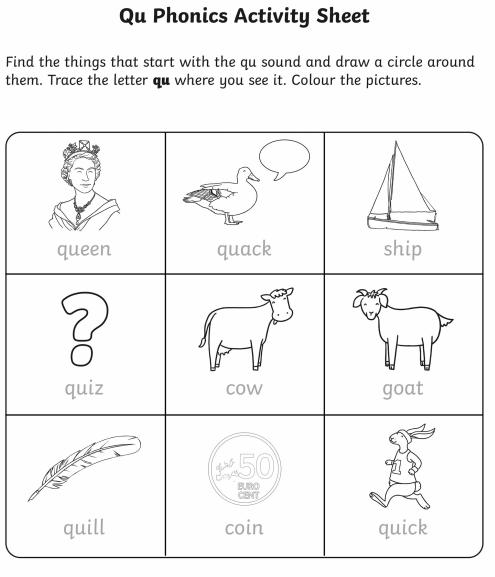 Qu Phonics Activity Sheet
Find the things that start with the qu sound and draw a circle around
them. Trace the letter qu where you see it. Colour the pictures.
queen quack ship
?
quiz cow goat
50
EURO
CENT
1
quill coin quick